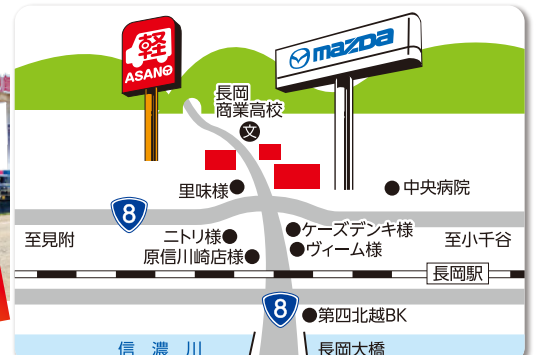 軽
ASANO
mazda
長岡
商業高校
文
里味様
中央病院
8
ケーズデンキ様
至見附
ニトリ様
至小千谷
原信川崎店様
ヴィーム様
長岡駅
8
第四北越BK
信濃川
長岡大橋